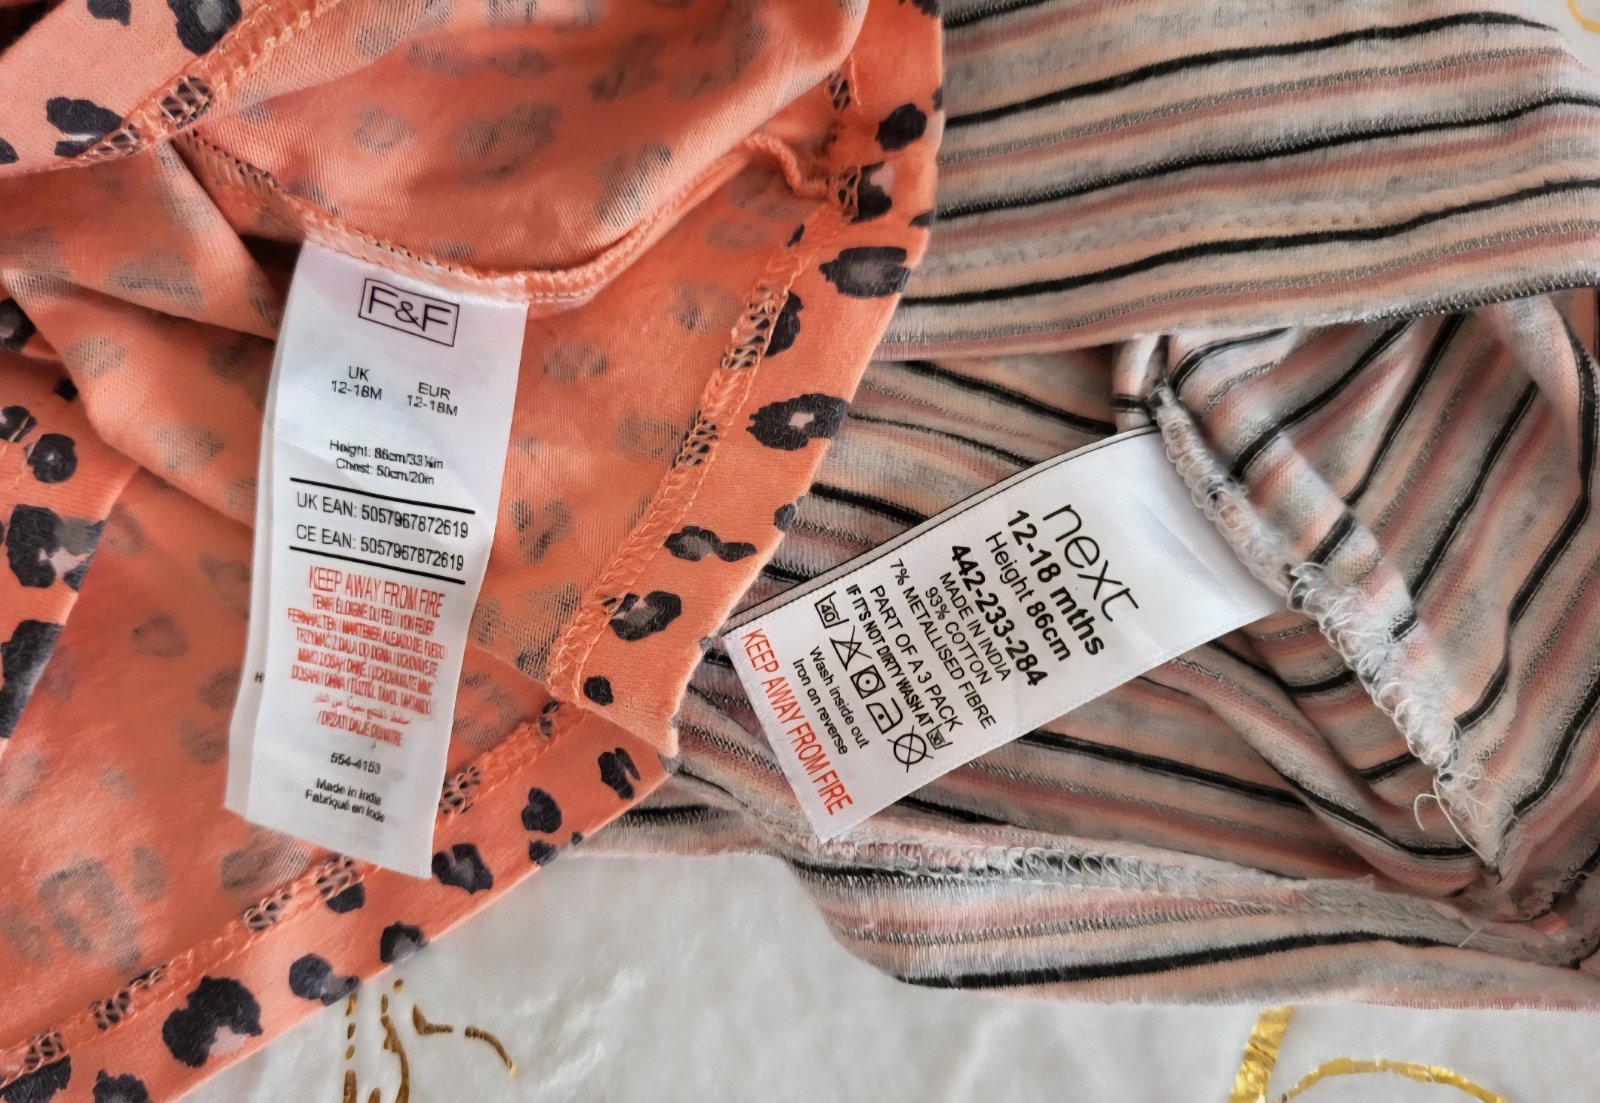 F&F
UK
12-18M
EUR
12-18M
Height: 86cm/33¾in
Chest: 50cm/20in
UK EAN: 5057967872619
CE EAN: 5057967872619
KEEP AWAY FROM FIRE
554-4153
Made in India
Fabriqué en Inde
next
12-18 mths
Height 86cm
442-233-284
MADE IN INDIA
93% COTTON
7% METALLISED FIBRE
PART OF A 3 PACK
IF IT'S NOT DIRTY WASH AT 30
40
Wash inside out
Iron on reverse
KEEP AWAY FROM FIRE